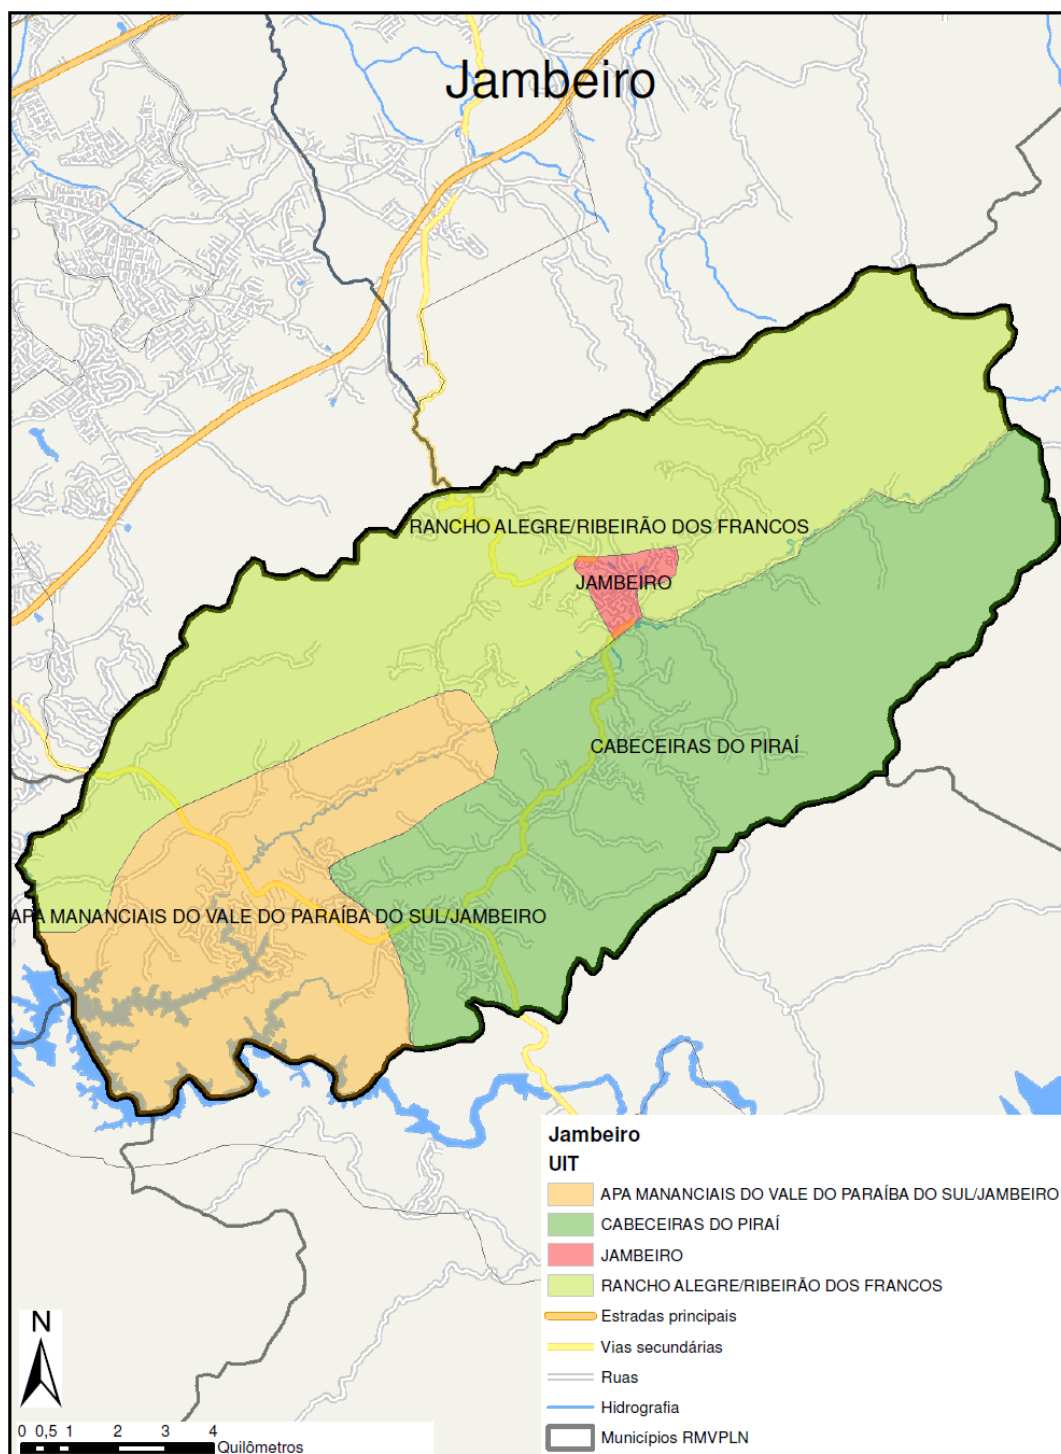 Jambeiro
RANCHO ALEGRE/RIBEIRÃO DOS FRANCOS
JAMBEIRO
CABECEIRAS DO PIRAÍ
APA MANANCIAIS DO VALE DO PARAÍBA DO SUL/JAMBEIRO
Jambeiro
UIT
APA MANANCIAIS DO VALE DO PARAÍBA DO SUL/JAMBEIRO
CABECEIRAS DO PIRAÍ
JAMBEIRO
RANCHO ALEGRE/RIBEIRÃO DOS FRANCOS
Estradas principais
Vias secundárias
Ruas
Hidrografia
Municípios RMVPLN
N
0 0,5 1 2 3 4
Quilômetros